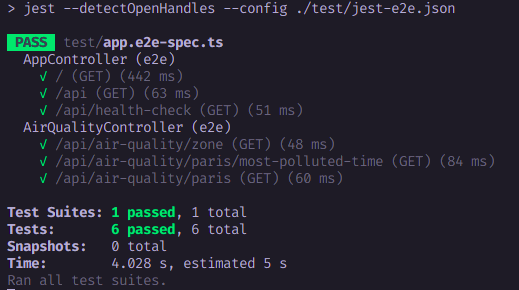 > jest --detectOpenHandles --config ./test/jest-e2e.json
PASS test/app.e2e-spec.ts
AppController (e2e)
✓ / (GET) (442 ms)
✓ /api (GET) (63 ms)
✓ /api/health-check (GET) (51 ms)
AirQualityController (e2e)
✓ /api/air-quality/zone (GET) (48 ms)
✓ /api/air-quality/paris/most-polluted-time (GET) (84 ms)
✓ /api/air-quality/paris (GET) (60 ms)
Test Suites: 1 passed, 1 total
Tests: 6 passed, 6 total
Snapshots: 0 total
Time: 4.028 s, estimated 5 s
Ran all test suites.